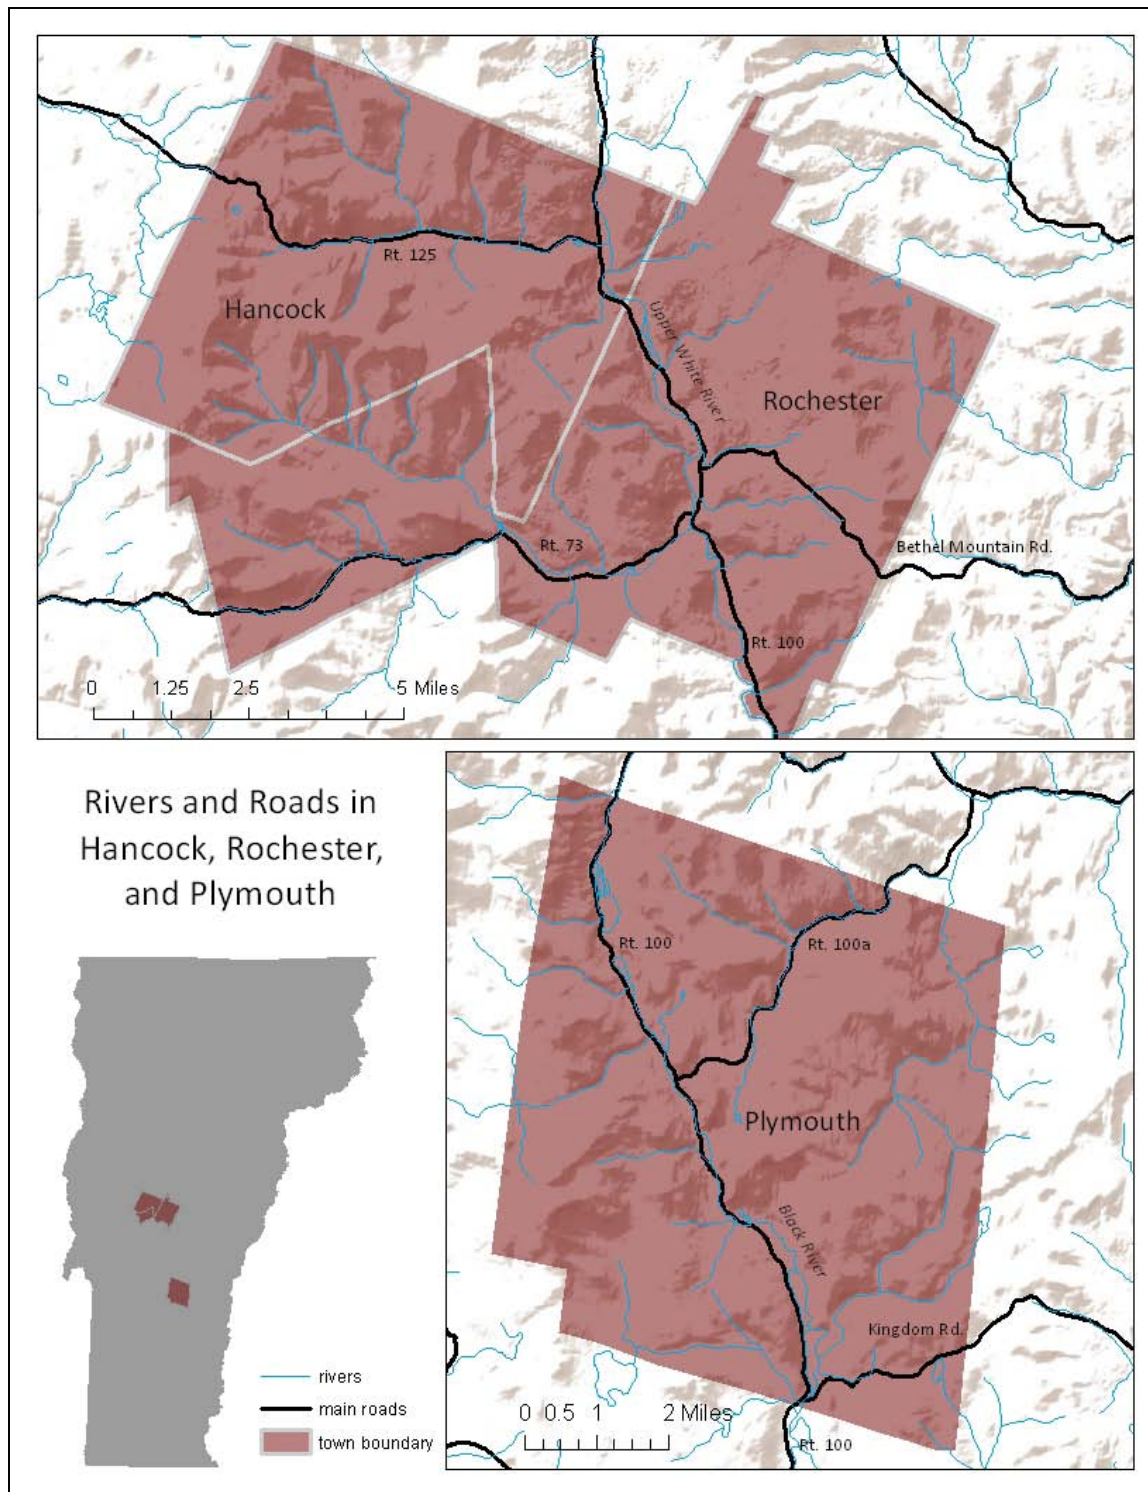 Rt. 125
Hancock
Upper White River
Rochester
Rt. 73
Bethel Mountain Rd.
Rt. 100
0 1.25 2.5 5 Miles
Rivers and Roads in
Hancock, Rochester,
and Plymouth
Rt. 100
Rt. 100a
Plymouth
Black River
Kingdom Rd.
0 0.5 1 2 Miles
Rt. 100
rivers
main roads
town boundary